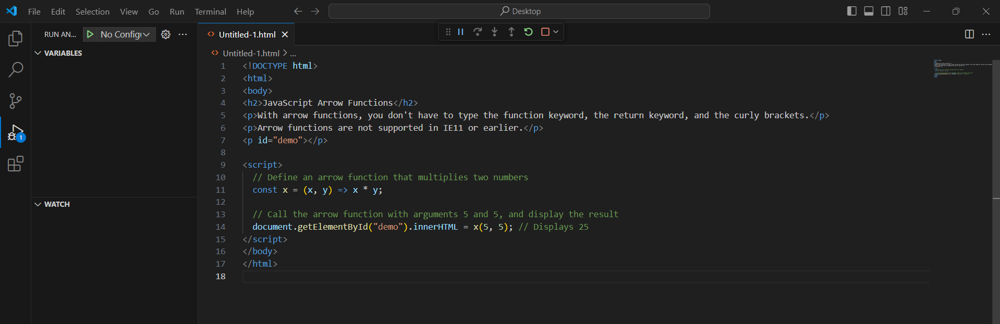 File Edit Selection View Go Run Terminal Help Desktop
RUN AN... No Config
VARIABLES
WATCH
1
Untitled-1.html
Untitled-1.html > ...
1 <!DOCTYPE html>
2 <html>
3 <body>
4 <h2>JavaScript Arrow Functions</h2>
5 <p>With arrow functions, you don't have to type the function keyword, the return keyword, and the curly brackets.</p>
6 <p>Arrow functions are not supported in IE11 or earlier.</p>
7 <p id="demo"></p>
8
9 <script>
10 // Define an arrow function that multiplies two numbers
11 const x = (x, y) => x * y;
12
13 // Call the arrow function with arguments 5 and 5, and display the result
14 document.getElementById("demo").innerHTML = x(5, 5); // Displays 25
15 </script>
16 </body>
17 </html>
18